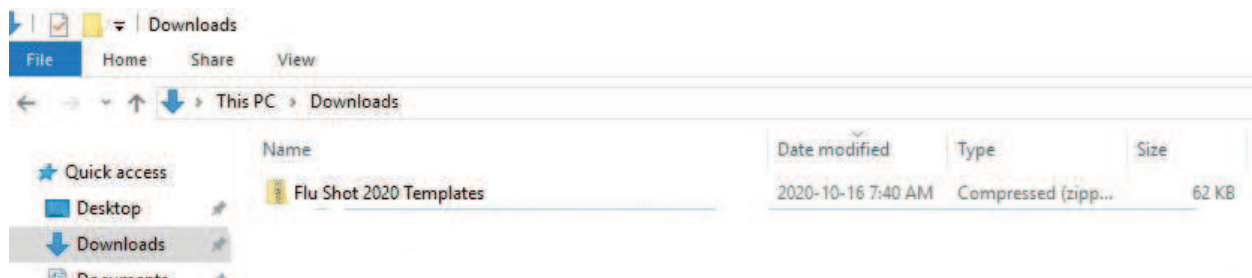 Downloads
File Home Share View
This PC > Downloads
Name Date modified Type Size
Quick access
Flu Shot 2020 Templates 2020-10-16 7:40 AM Compressed (zipp... 62 KB
Desktop
Downloads
Documents